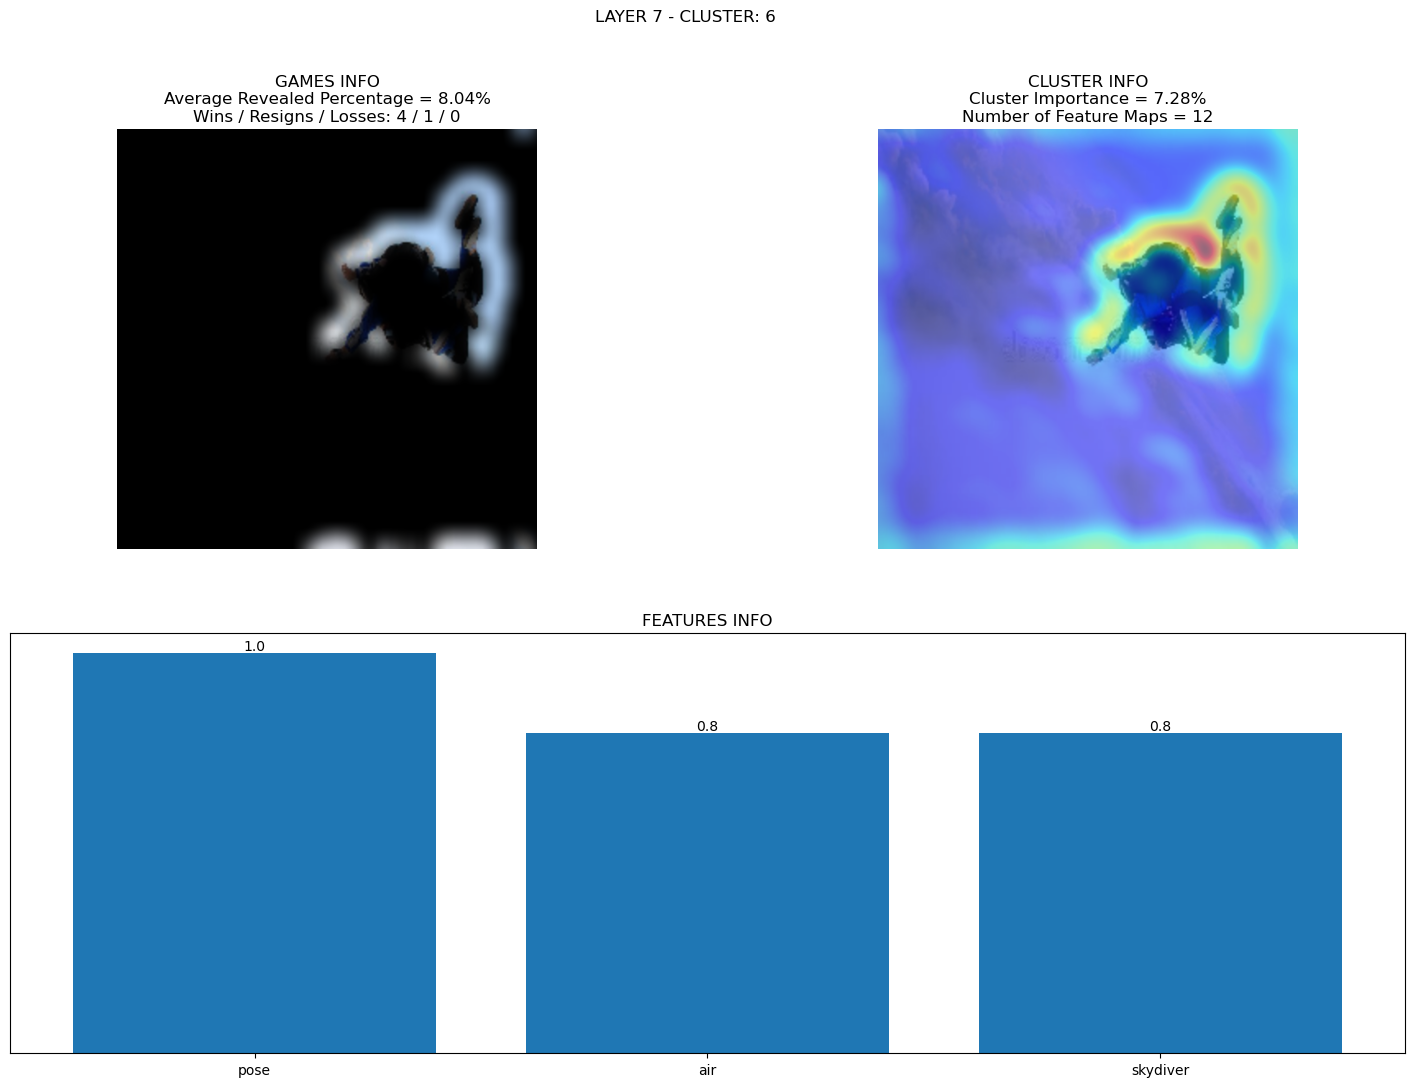 LAYER 7 - CLUSTER: 6
GAMES INFO
Average Revealed Percentage = 8.04%
Wins / Resigns / Losses: 4 / 1 / 0
CLUSTER INFO
Cluster Importance = 7.28%
Number of Feature Maps = 12
FEATURES INFO
1.0
0.8
0.8
pose
air
skydiver